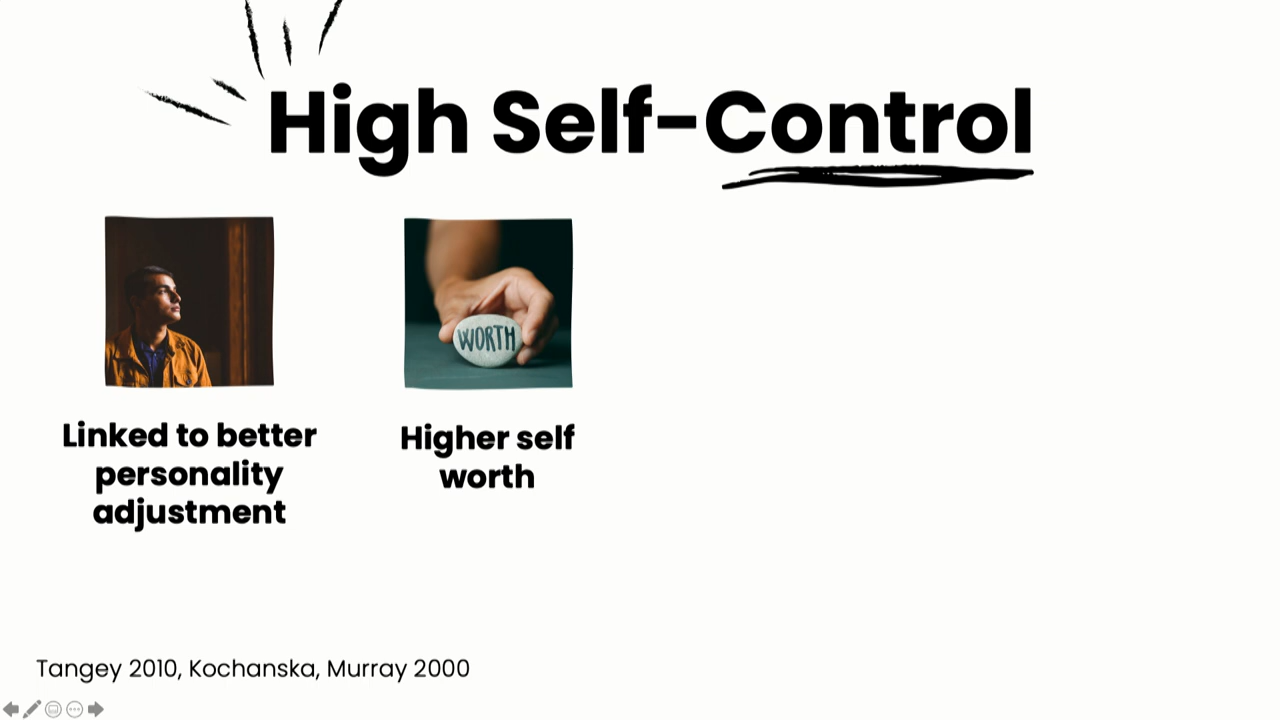 High Self-Control
WORTH
Linked to better
personality
adjustment
Higher self
worth
Tangey 2010, Kochanska, Murray 2000